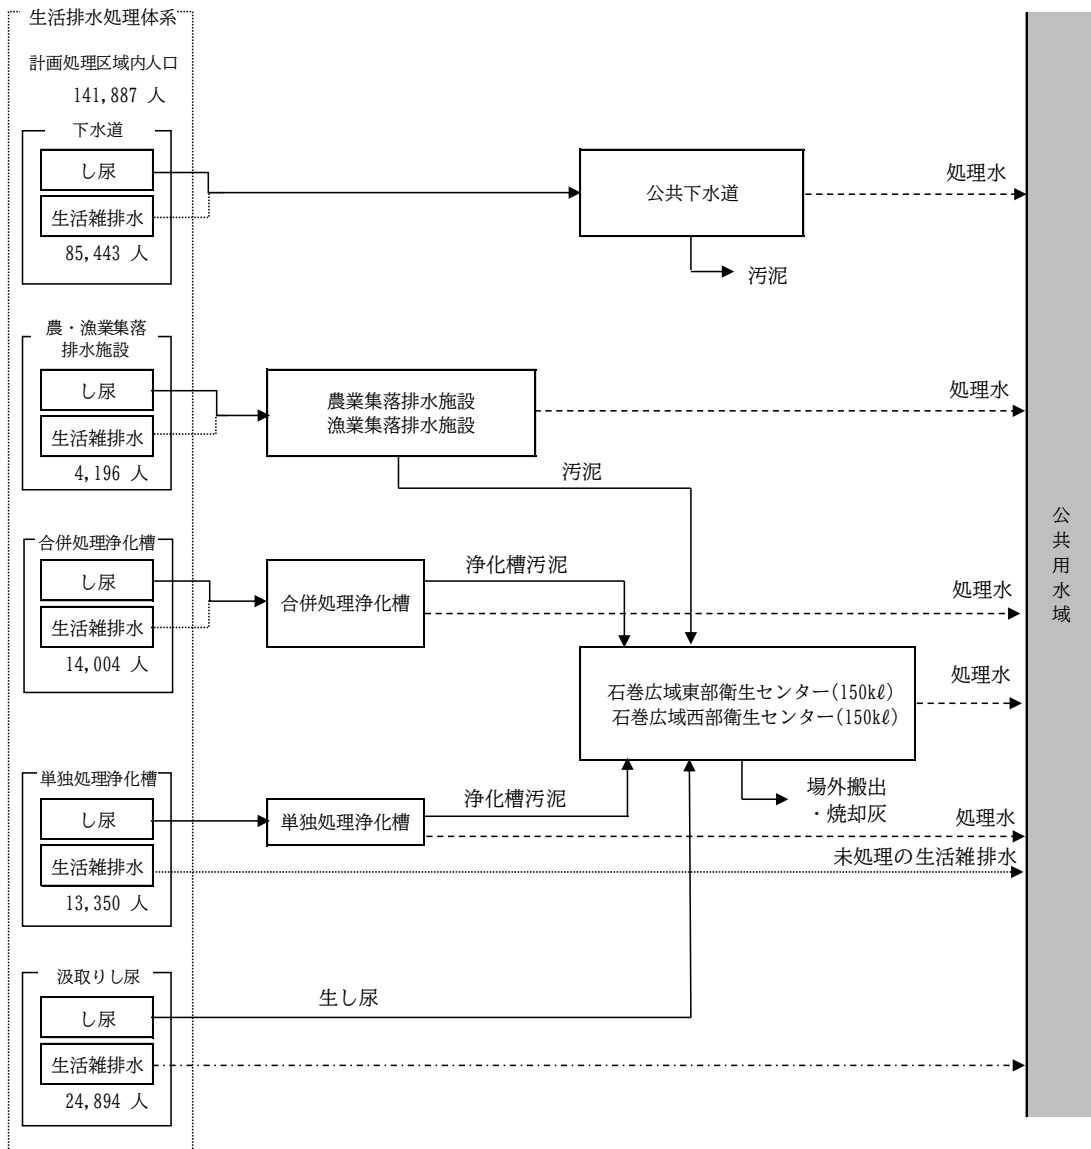 生活排水処理体系
計画処理区域内人口
141,887 人
下水道
し尿
生活雑排水
85,443 人
公共下水道
処理水
汚泥
農・漁業集落
排水施設
し尿
生活雑排水
4,196 人
農業集落排水施設
漁業集落排水施設
処理水
汚泥
合併処理浄化槽
し尿
生活雑排水
14,004 人
合併処理浄化槽
浄化槽汚泥
処理水
石巻広域東部衛生センター(150kℓ)
石巻広域西部衛生センター(150kℓ)
処理水
場外搬出
・焼却灰
単独処理浄化槽
し尿
生活雑排水
13,350 人
単独処理浄化槽
浄化槽汚泥
処理水
未処理の生活雑排水
汲取りし尿
し尿
生活雑排水
24,894 人
生し尿
公共用水域